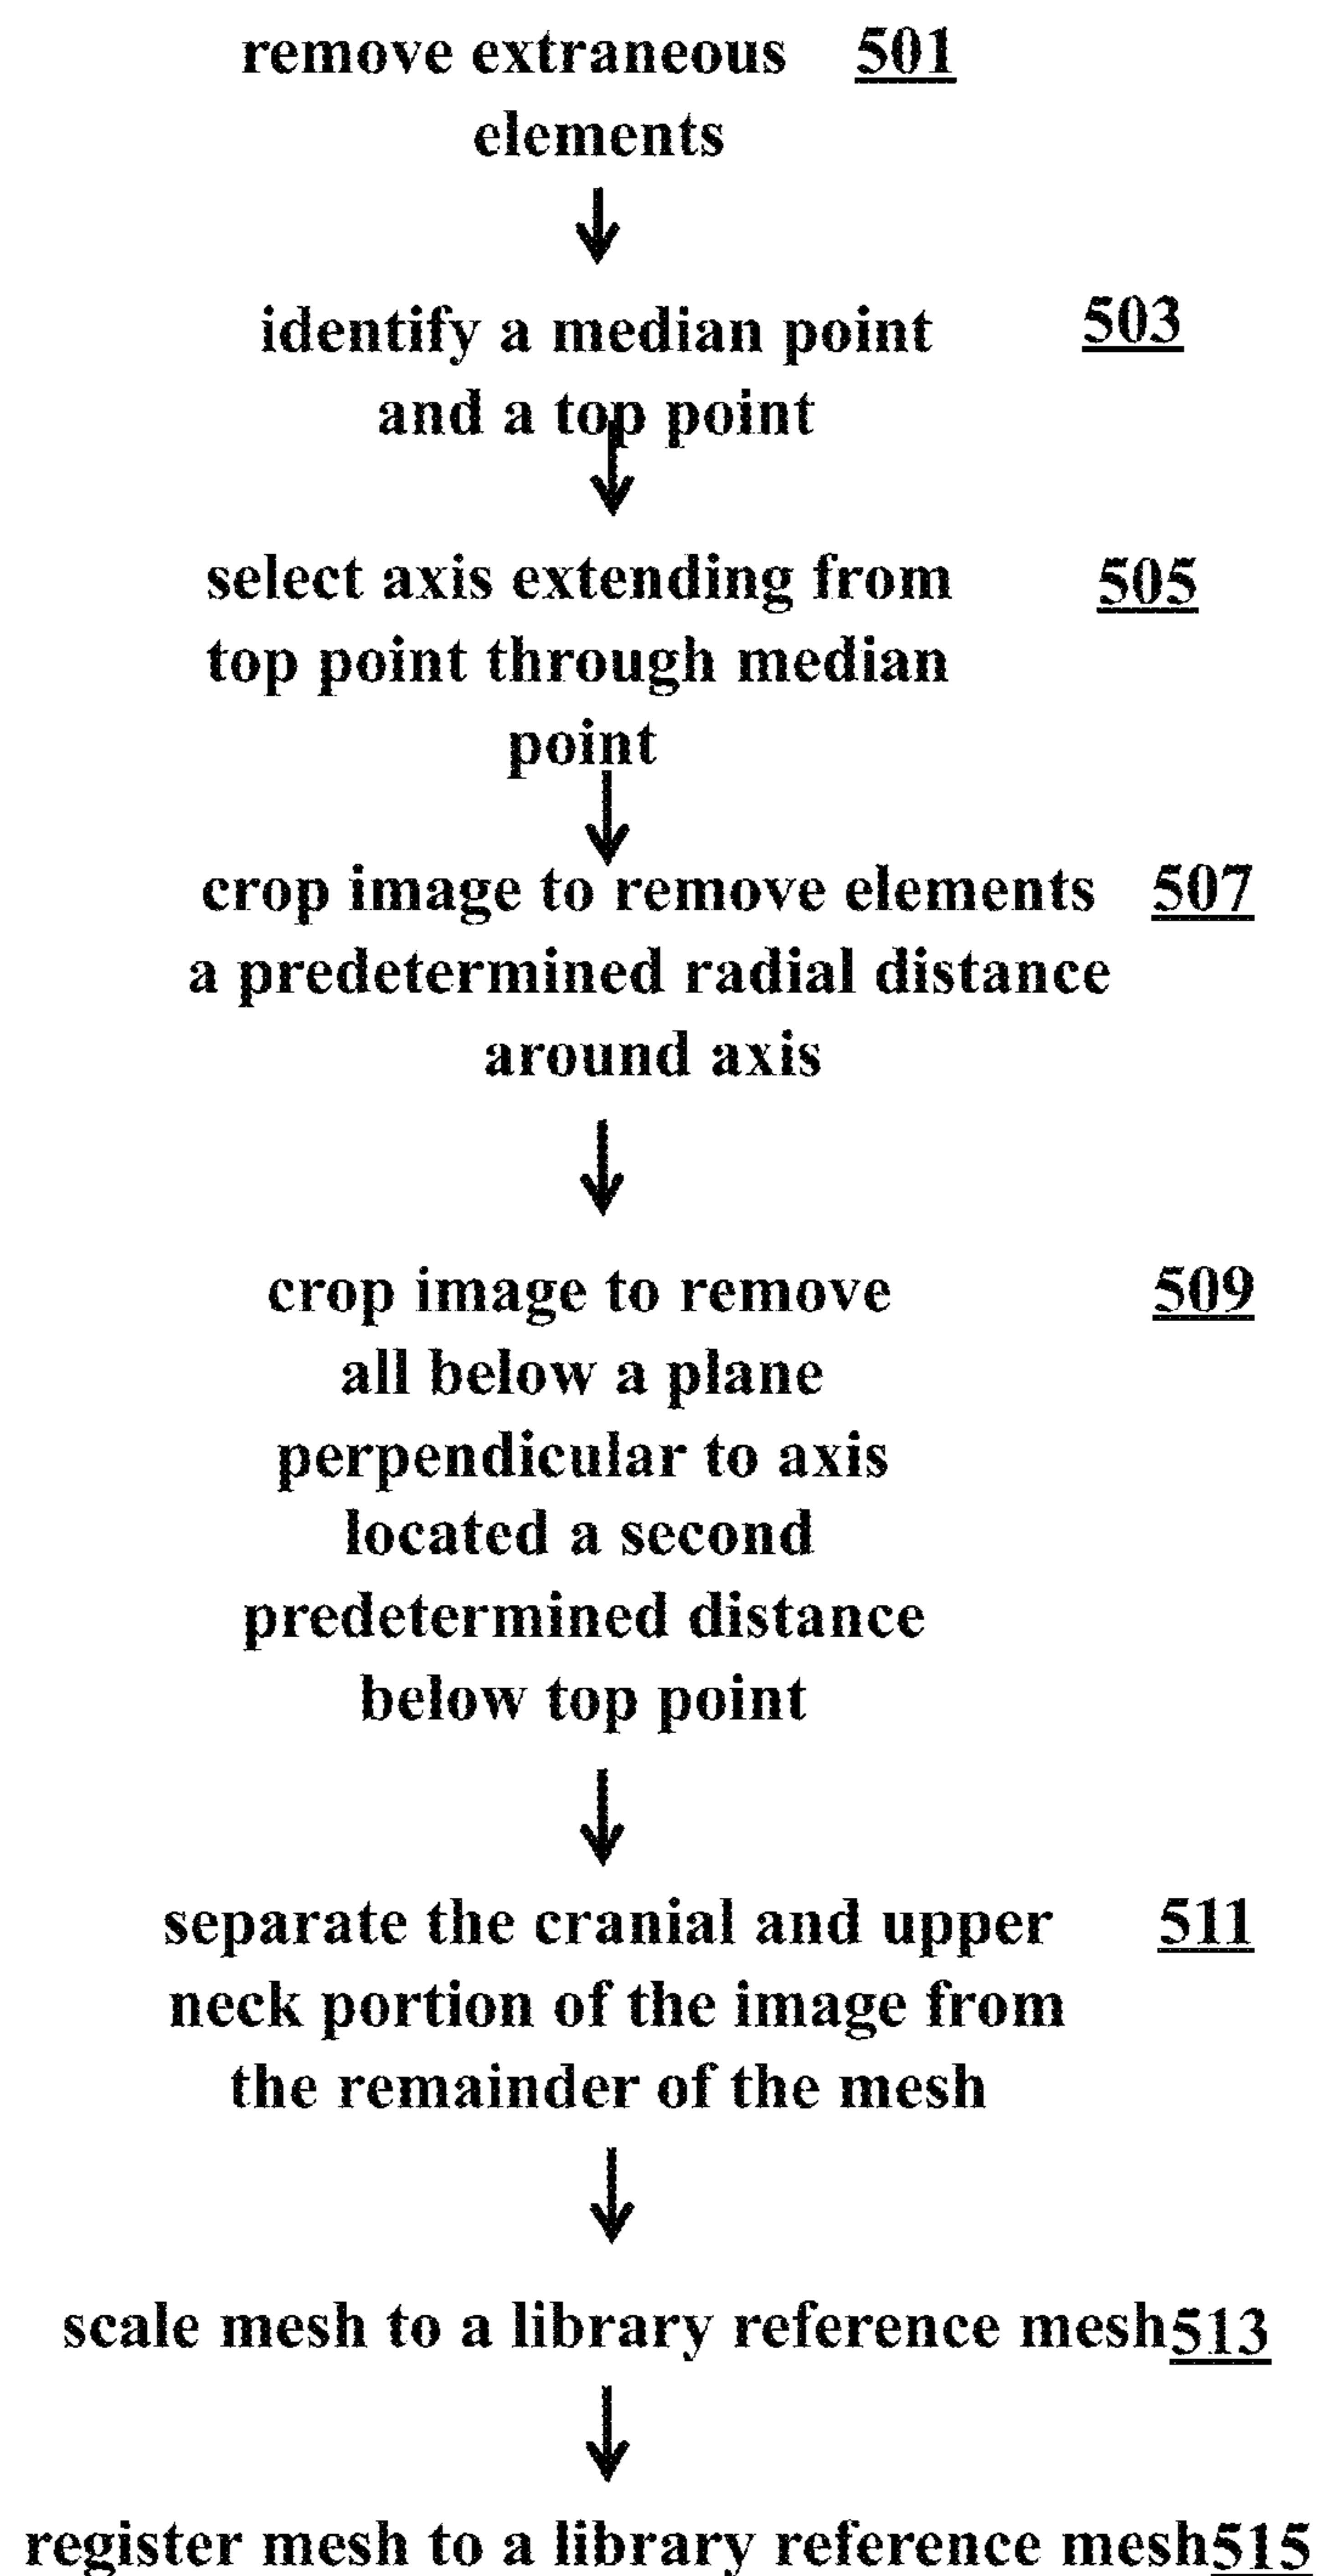 remove extraneous 501
elements
identify a median point 503
and a top point
select axis extending from 505
top point through median
point
crop image to remove elements 507
a predetermined radial distance
around axis
crop image to remove 509
all below a plane
perpendicular to axis
located a second
predetermined distance
below top point
separate the cranial and upper 511
neck portion of the image from
the remainder of the mesh
scale mesh to a library reference mesh 513
register mesh to a library reference mesh 515